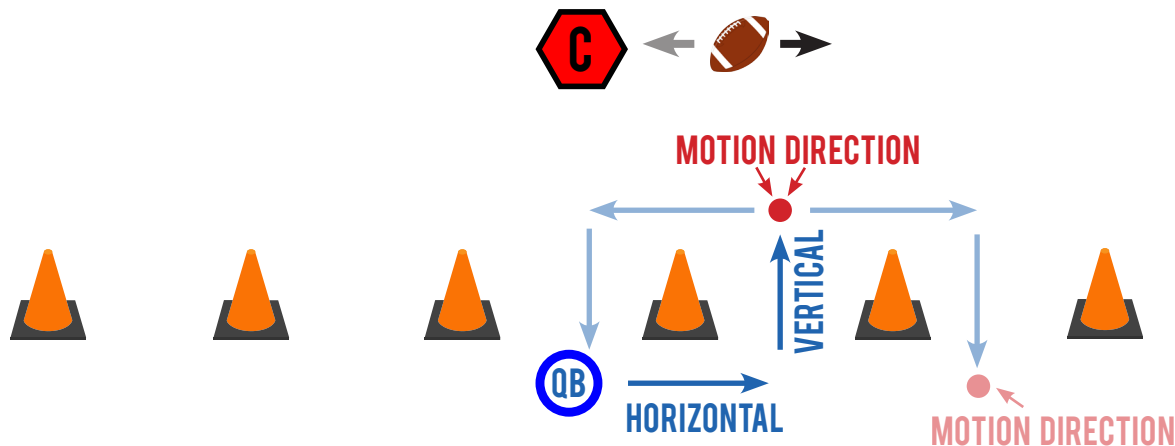 C
MOTION DIRECTION
VERTICAL
QB
HORIZONTAL
MOTION DIRECTION